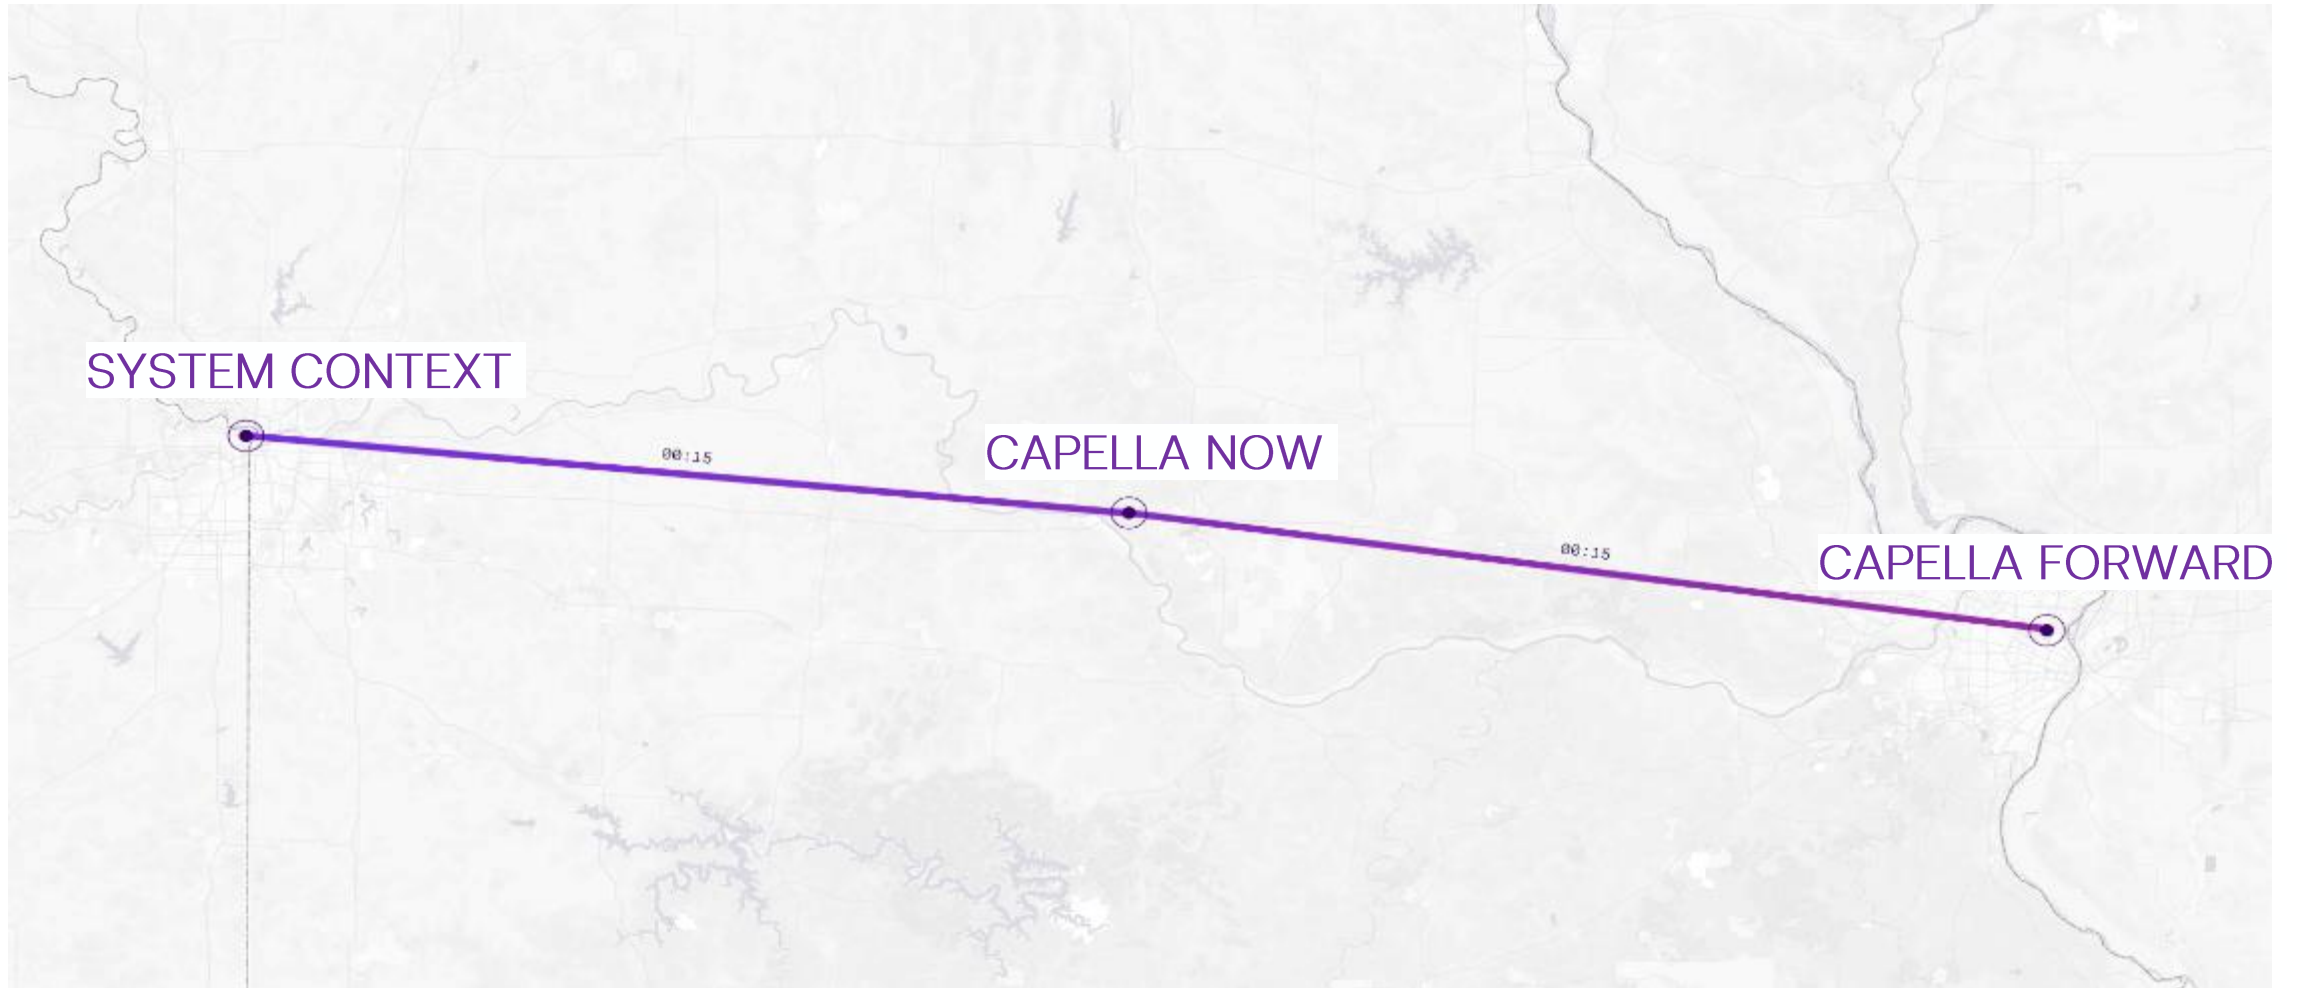 SYSTEM CONTEXT
00:15
CAPELLA NOW
00:15
CAPELLA FORWARD